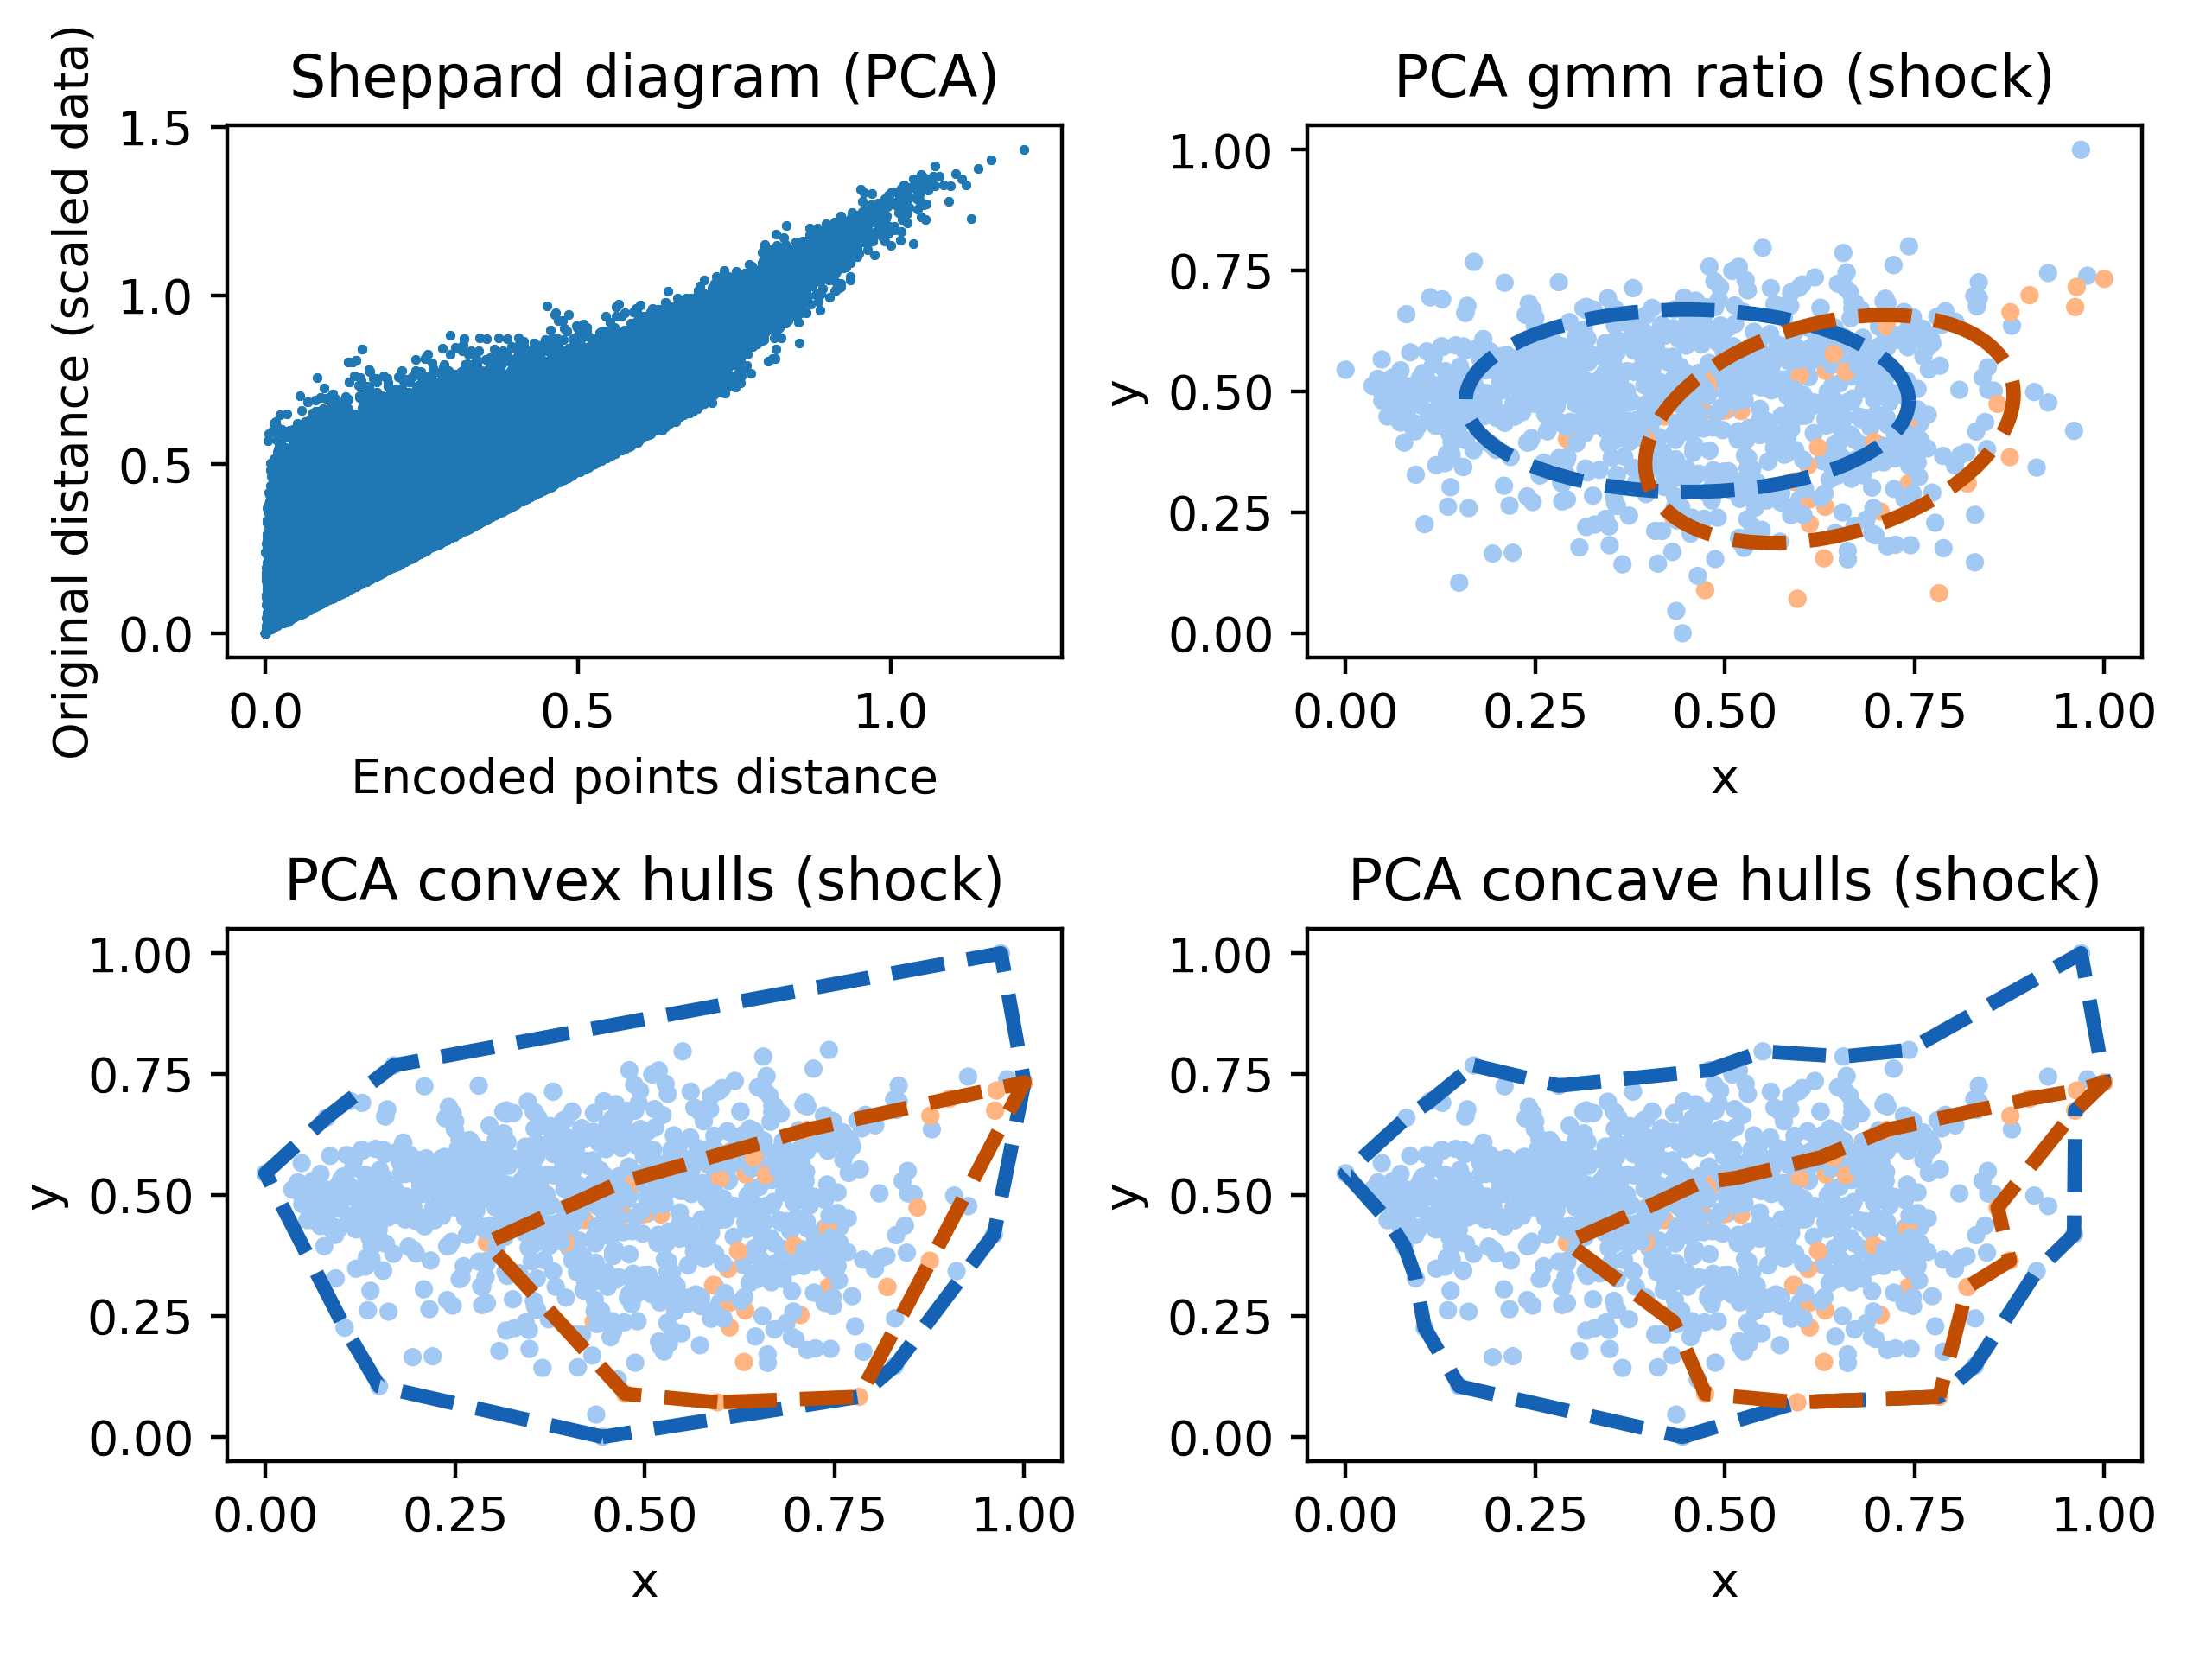 Sheppard diagram (PCA)
Original distance (scaled data)
1.5
1.0
0.5
0.0
0.0 0.5 1.0
Encoded points distance
PCA gmm ratio (shock)
y
1.00
0.75
0.50
0.25
0.00
0.00 0.25 0.50 0.75 1.00
x
PCA convex hulls (shock)
y
1.00
0.75
0.50
0.25
0.00
0.00 0.25 0.50 0.75 1.00
x
PCA concave hulls (shock)
y
1.00
0.75
0.50
0.25
0.00
0.00 0.25 0.50 0.75 1.00
x